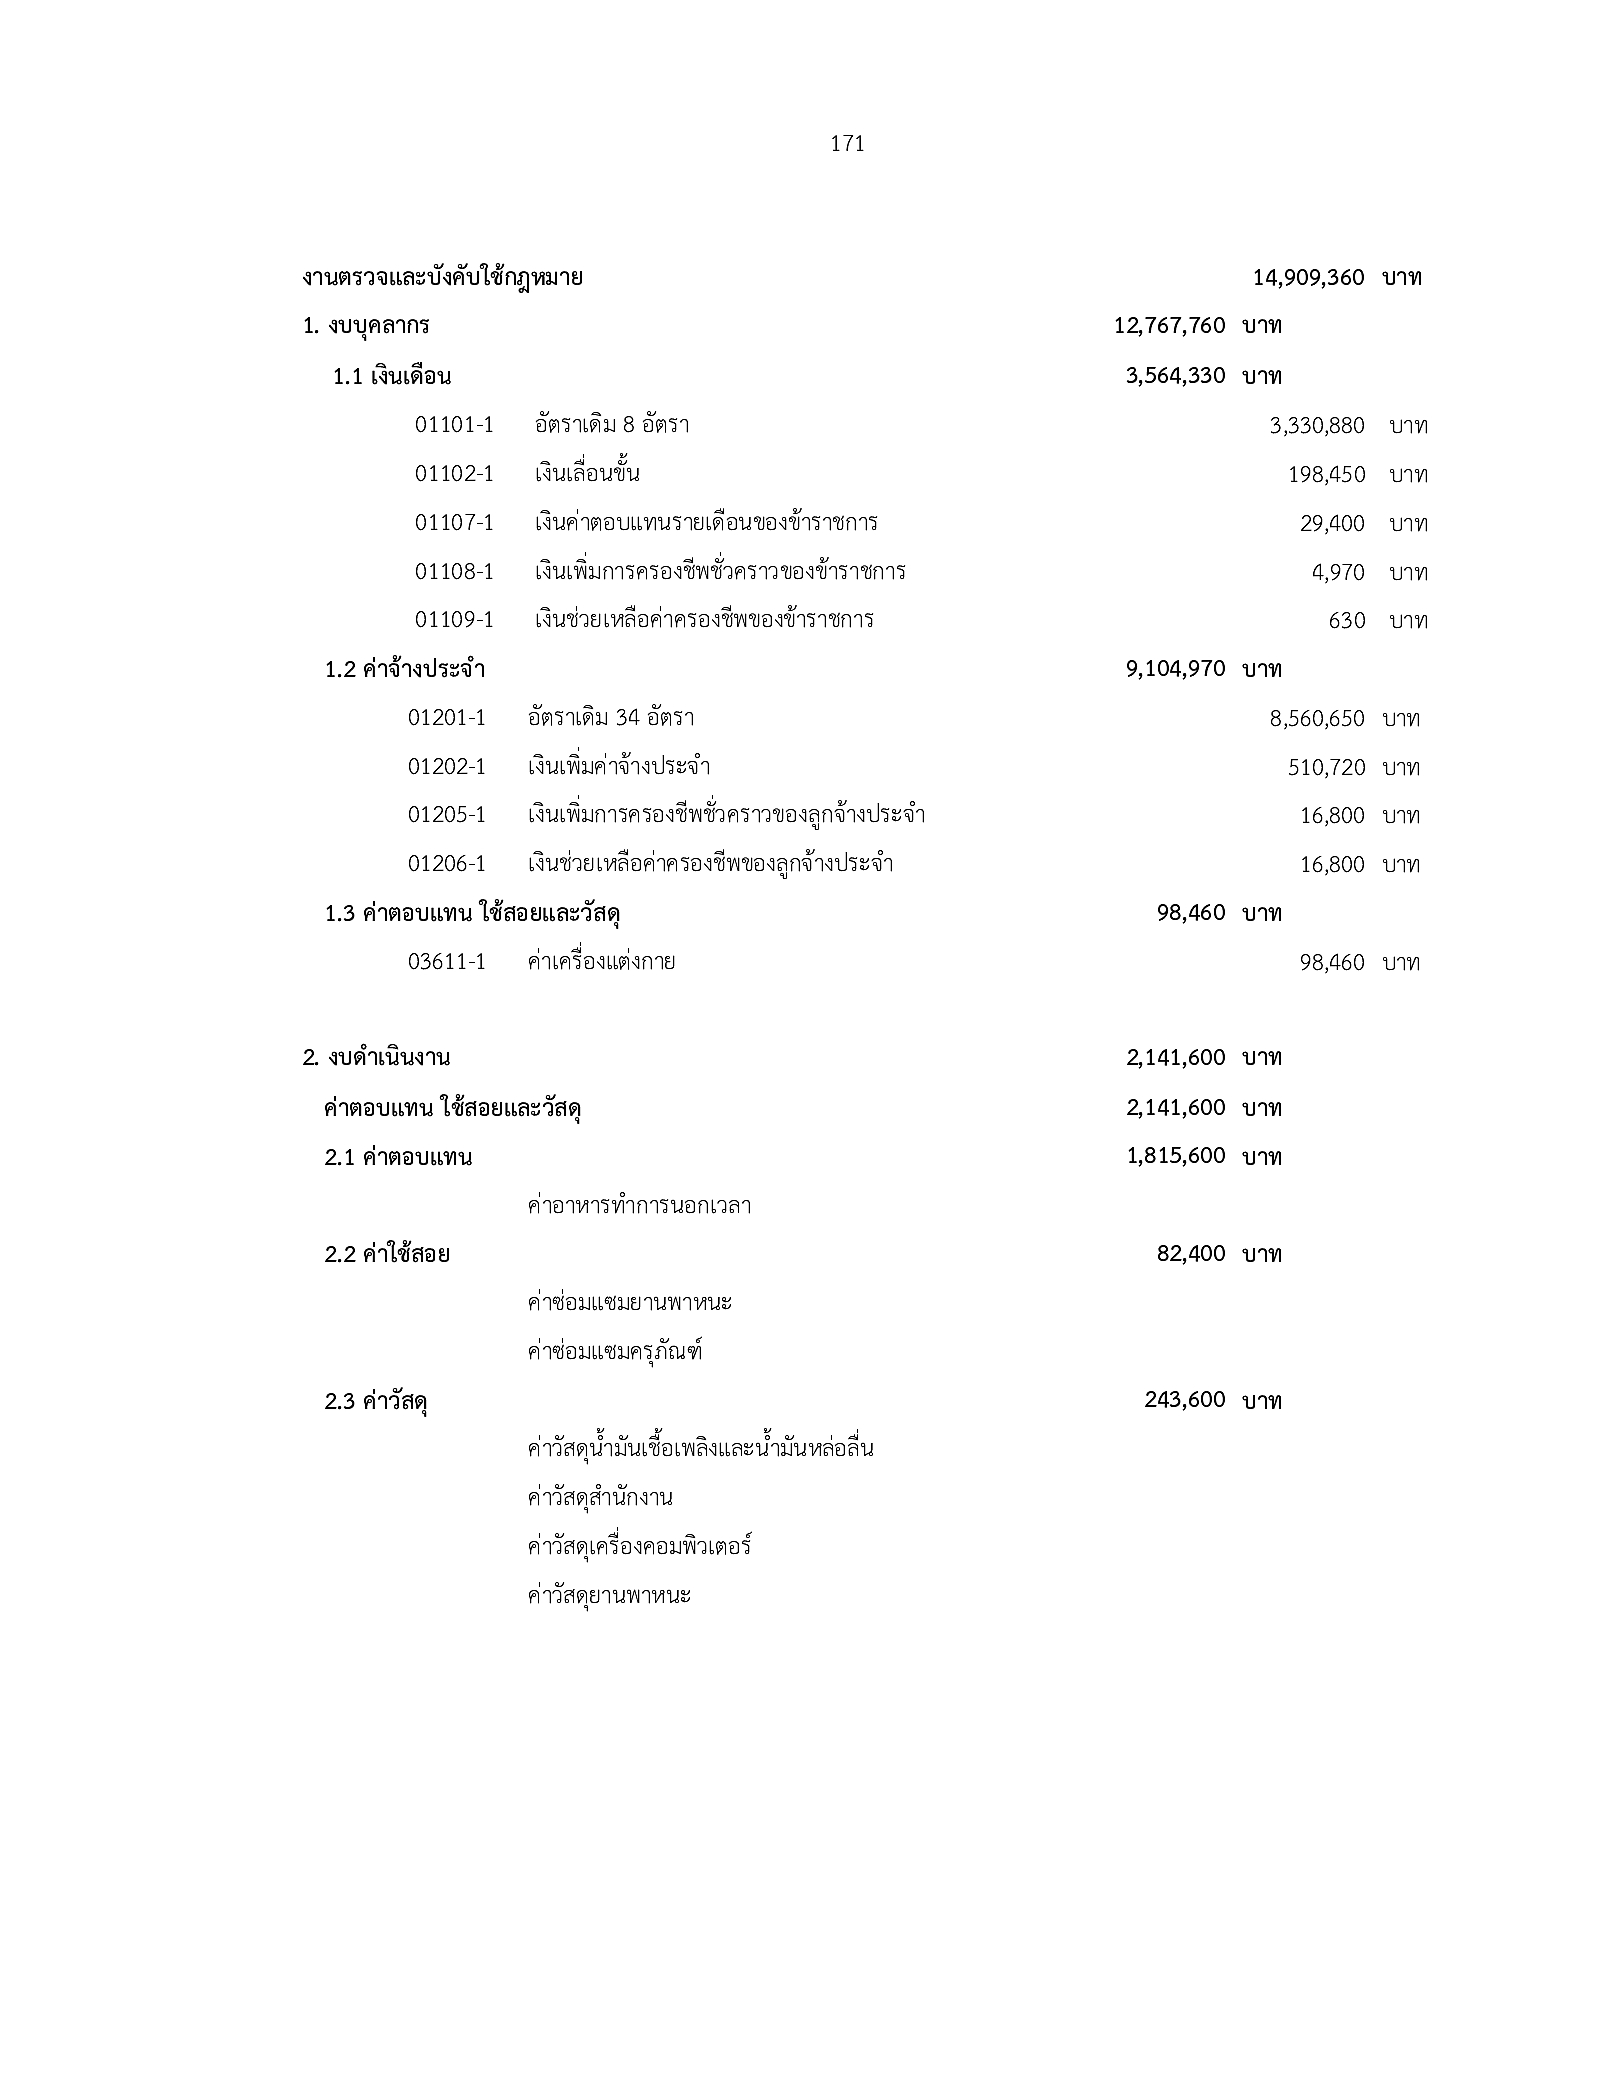 171
งานตรวจและบังคับใช้กฎหมาย 14,909,360 บาท
1. งบบุคลากร 12,767,760 บาท
1.1 เงินเดือน 3,564,330 บาท
01101-1 อัตราเดิม 8 อัตรา 3,330,880 บาท
01102-1 เงินเลื่อนขั้น 198,450 บาท
01107-1 เงินค่าตอบแทนรายเดือนของข้าราชการ 29,400 บาท
01108-1 เงินเพิ่มการครองชีพชั่วคราวของข้าราชการ 4,970 บาท
01109-1 เงินช่วยเหลือค่าครองชีพของข้าราชการ 630 บาท
1.2 ค่าจ้างประจำ 9,104,970 บาท
01201-1 อัตราเดิม 34 อัตรา 8,560,650 บาท
01202-1 เงินเพิ่มค่าจ้างประจำ 510,720 บาท
01205-1 เงินเพิ่มการครองชีพชั่วคราวของลูกจ้างประจำ 16,800 บาท
01206-1 เงินช่วยเหลือค่าครองชีพของลูกจ้างประจำ 16,800 บาท
1.3 ค่าตอบแทน ใช้สอยและวัสดุ 98,460 บาท
03611-1 ค่าเครื่องแต่งกาย 98,460 บาท
2. งบดำเนินงาน 2,141,600 บาท
ค่าตอบแทน ใช้สอยและวัสดุ 2,141,600 บาท
2.1 ค่าตอบแทน 1,815,600 บาท
ค่าอาหารทำการนอกเวลา
2.2 ค่าใช้สอย 82,400 บาท
ค่าซ่อมแซมยานพาหนะ
ค่าซ่อมแซมครุภัณฑ์
2.3 ค่าวัสดุ 243,600 บาท
ค่าวัสดุน้ำมันเชื้อเพลิงและน้ำมันหล่อลื่น
ค่าวัสดุสำนักงาน
ค่าวัสดุเครื่องคอมพิวเตอร์
ค่าวัสดุยานพาหนะ